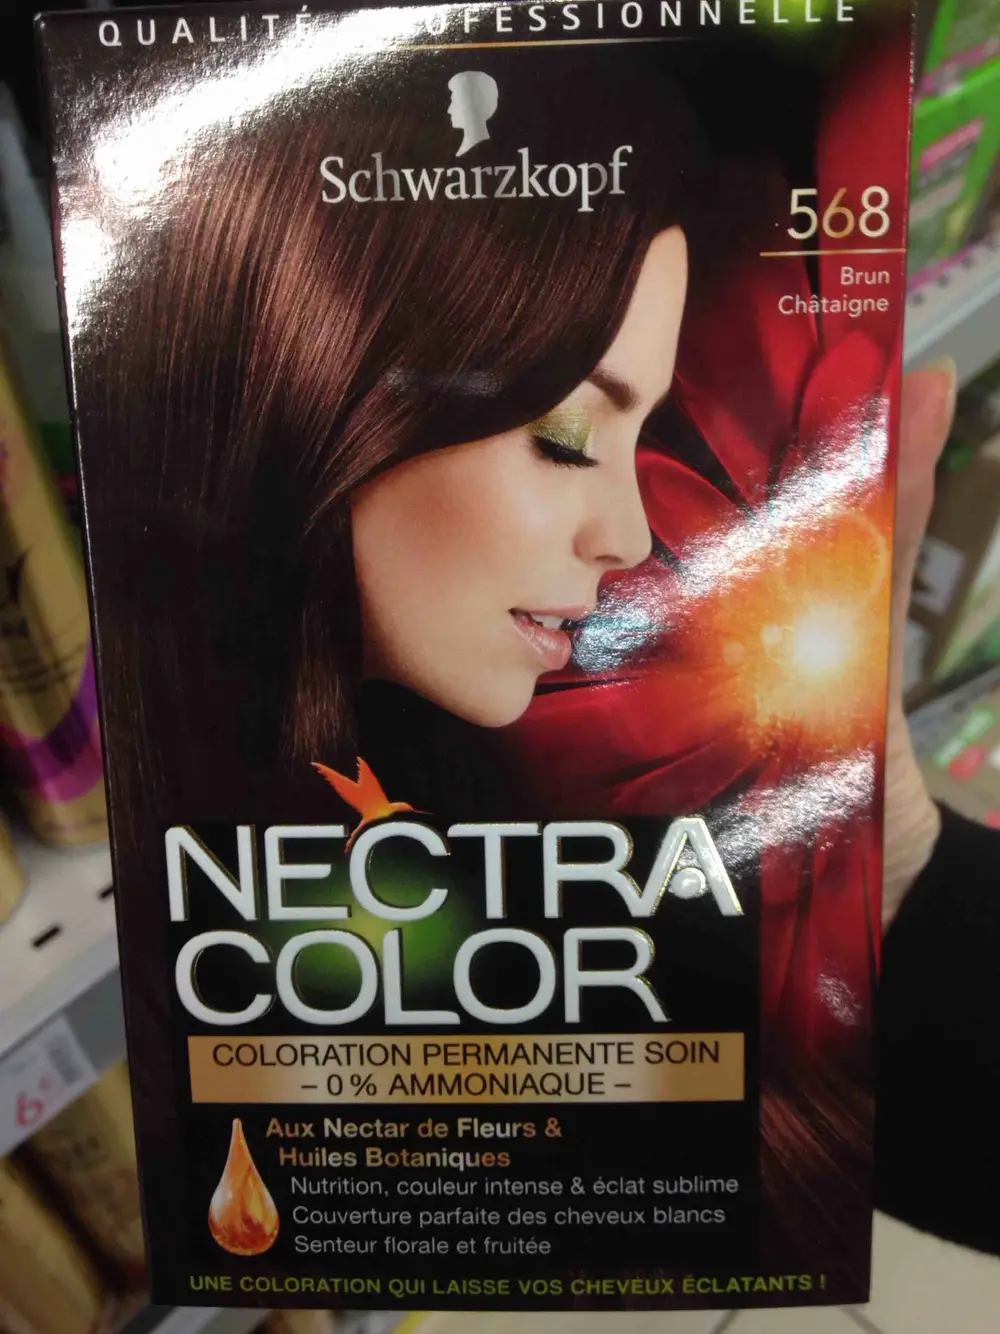 QUALITÉ PROFESSIONNELLE
Schwarzkopf
568
Brun
Châtaigne
NECTRA
COLOR
COLORATION PERMANENTE SOIN
– 0 % AMMONIAQUE –
Aux Nectar de Fleurs &
Huiles Botaniques
Nutrition, couleur intense & éclat sublime
Couverture parfaite des cheveux blancs
Senteur florale et fruitée
UNE COLORATION QUI LAISSE VOS CHEVEUX ÉCLATANTS !